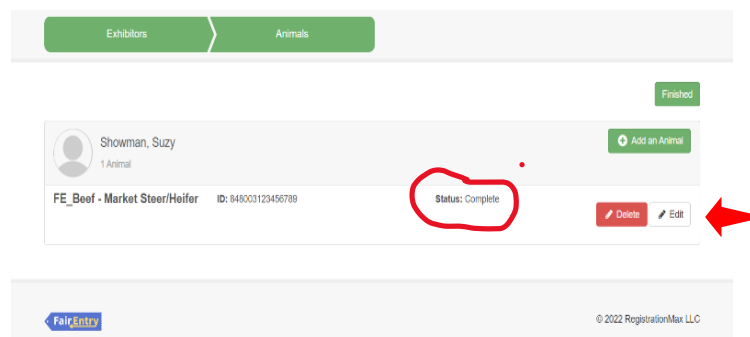 Exhibitors Animals
Finished
Showman, Suzy
1 Animal
Add an Animal
FE_Beef - Market Steer/Heifer ID: 848003123456789 Status: Complete
Delete Edit
FairEntry © 2022 RegistrationMax LLC